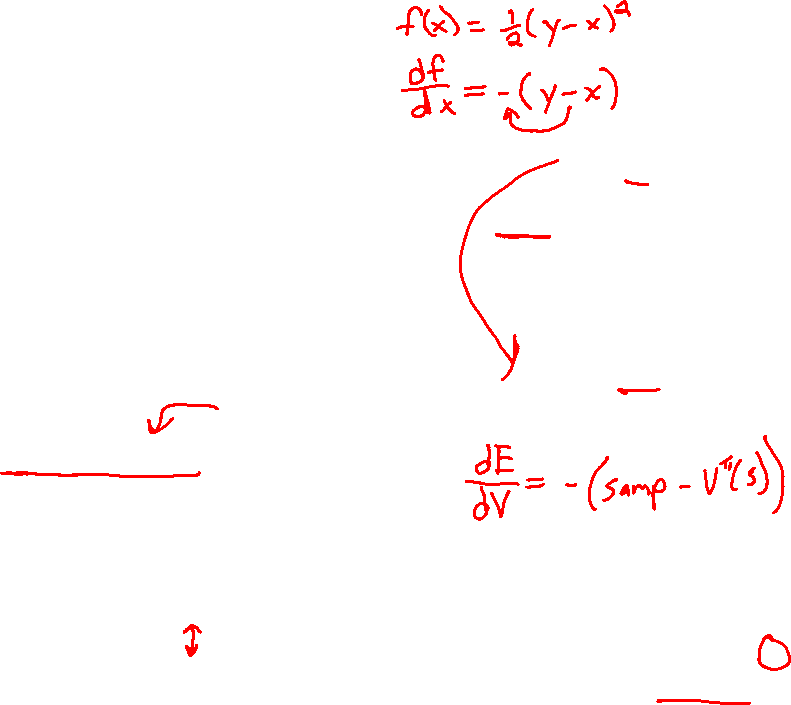 f(x) = 1/2 (y - x)^2
df/dx = -(y - x)
dE/dV = -(samp - V^π(s))